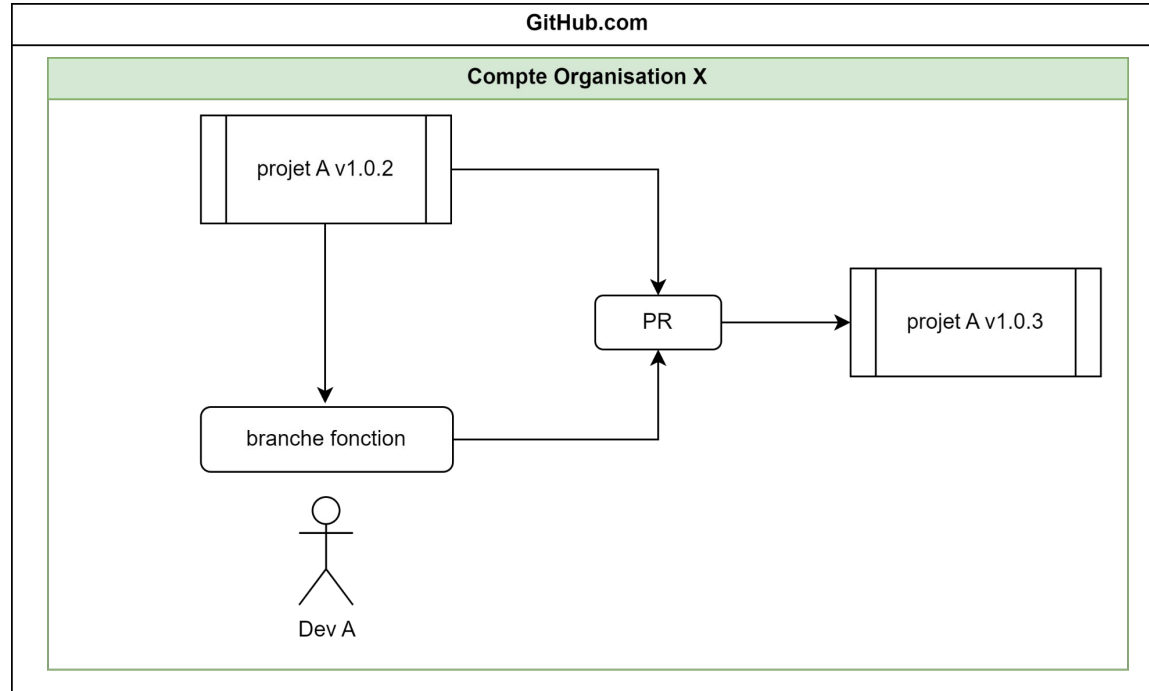 GitHub.com
Compte Organisation X
projet A v1.0.2
PR
projet A v1.0.3
branche fonction
Dev A